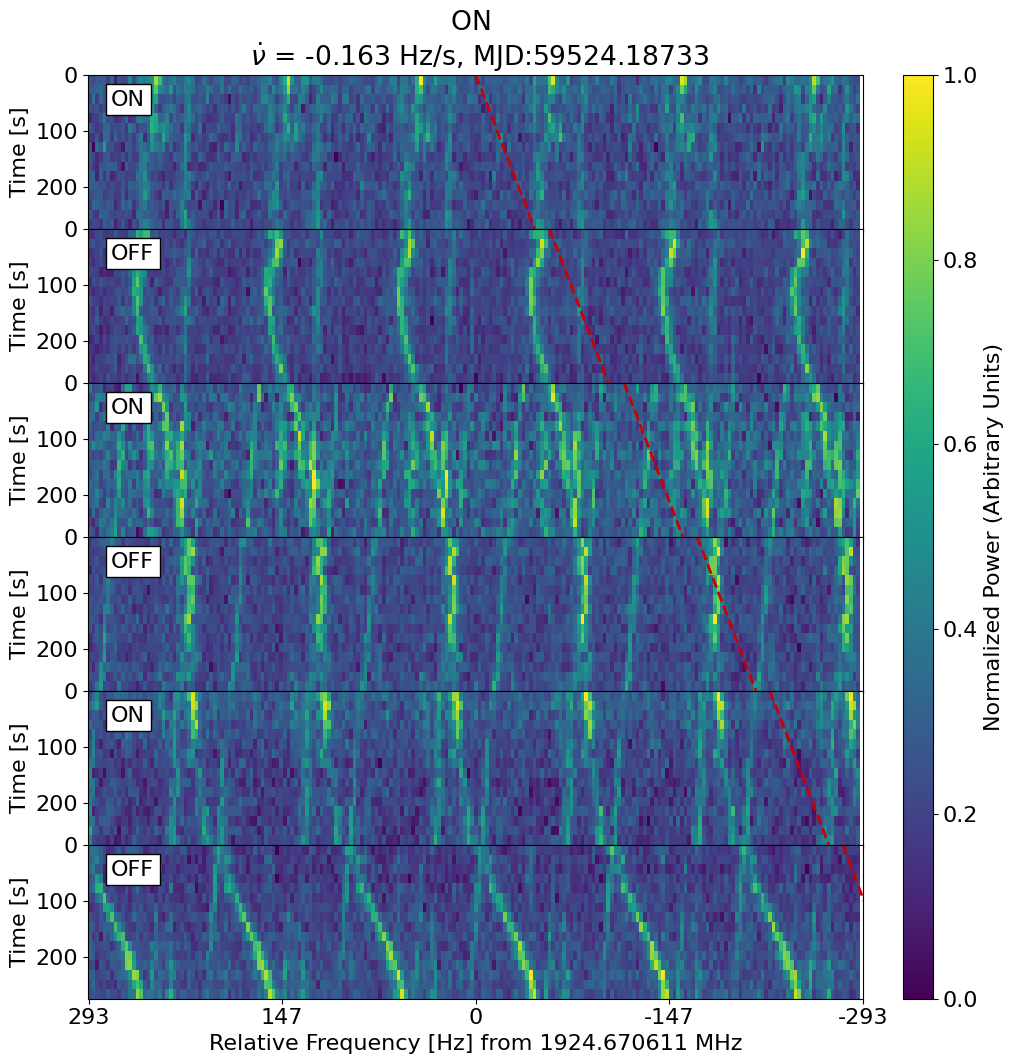 ON
ν̇ = -0.163 Hz/s, MJD:59524.18733
0
ON
100
200
Time [s]
0
OFF
100
200
Time [s]
0
ON
100
200
Time [s]
0
OFF
100
200
Time [s]
0
ON
100
200
Time [s]
0
OFF
100
200
Time [s]
293
147
0
-147
-293
Relative Frequency [Hz] from 1924.670611 MHz
1.0
0.8
0.6
0.4
0.2
0.0
Normalized Power (Arbitrary Units)